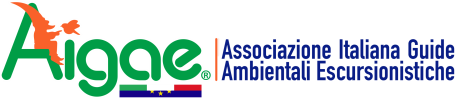 Aigae®
Associazione Italiana Guide
Ambientali Escursionistiche